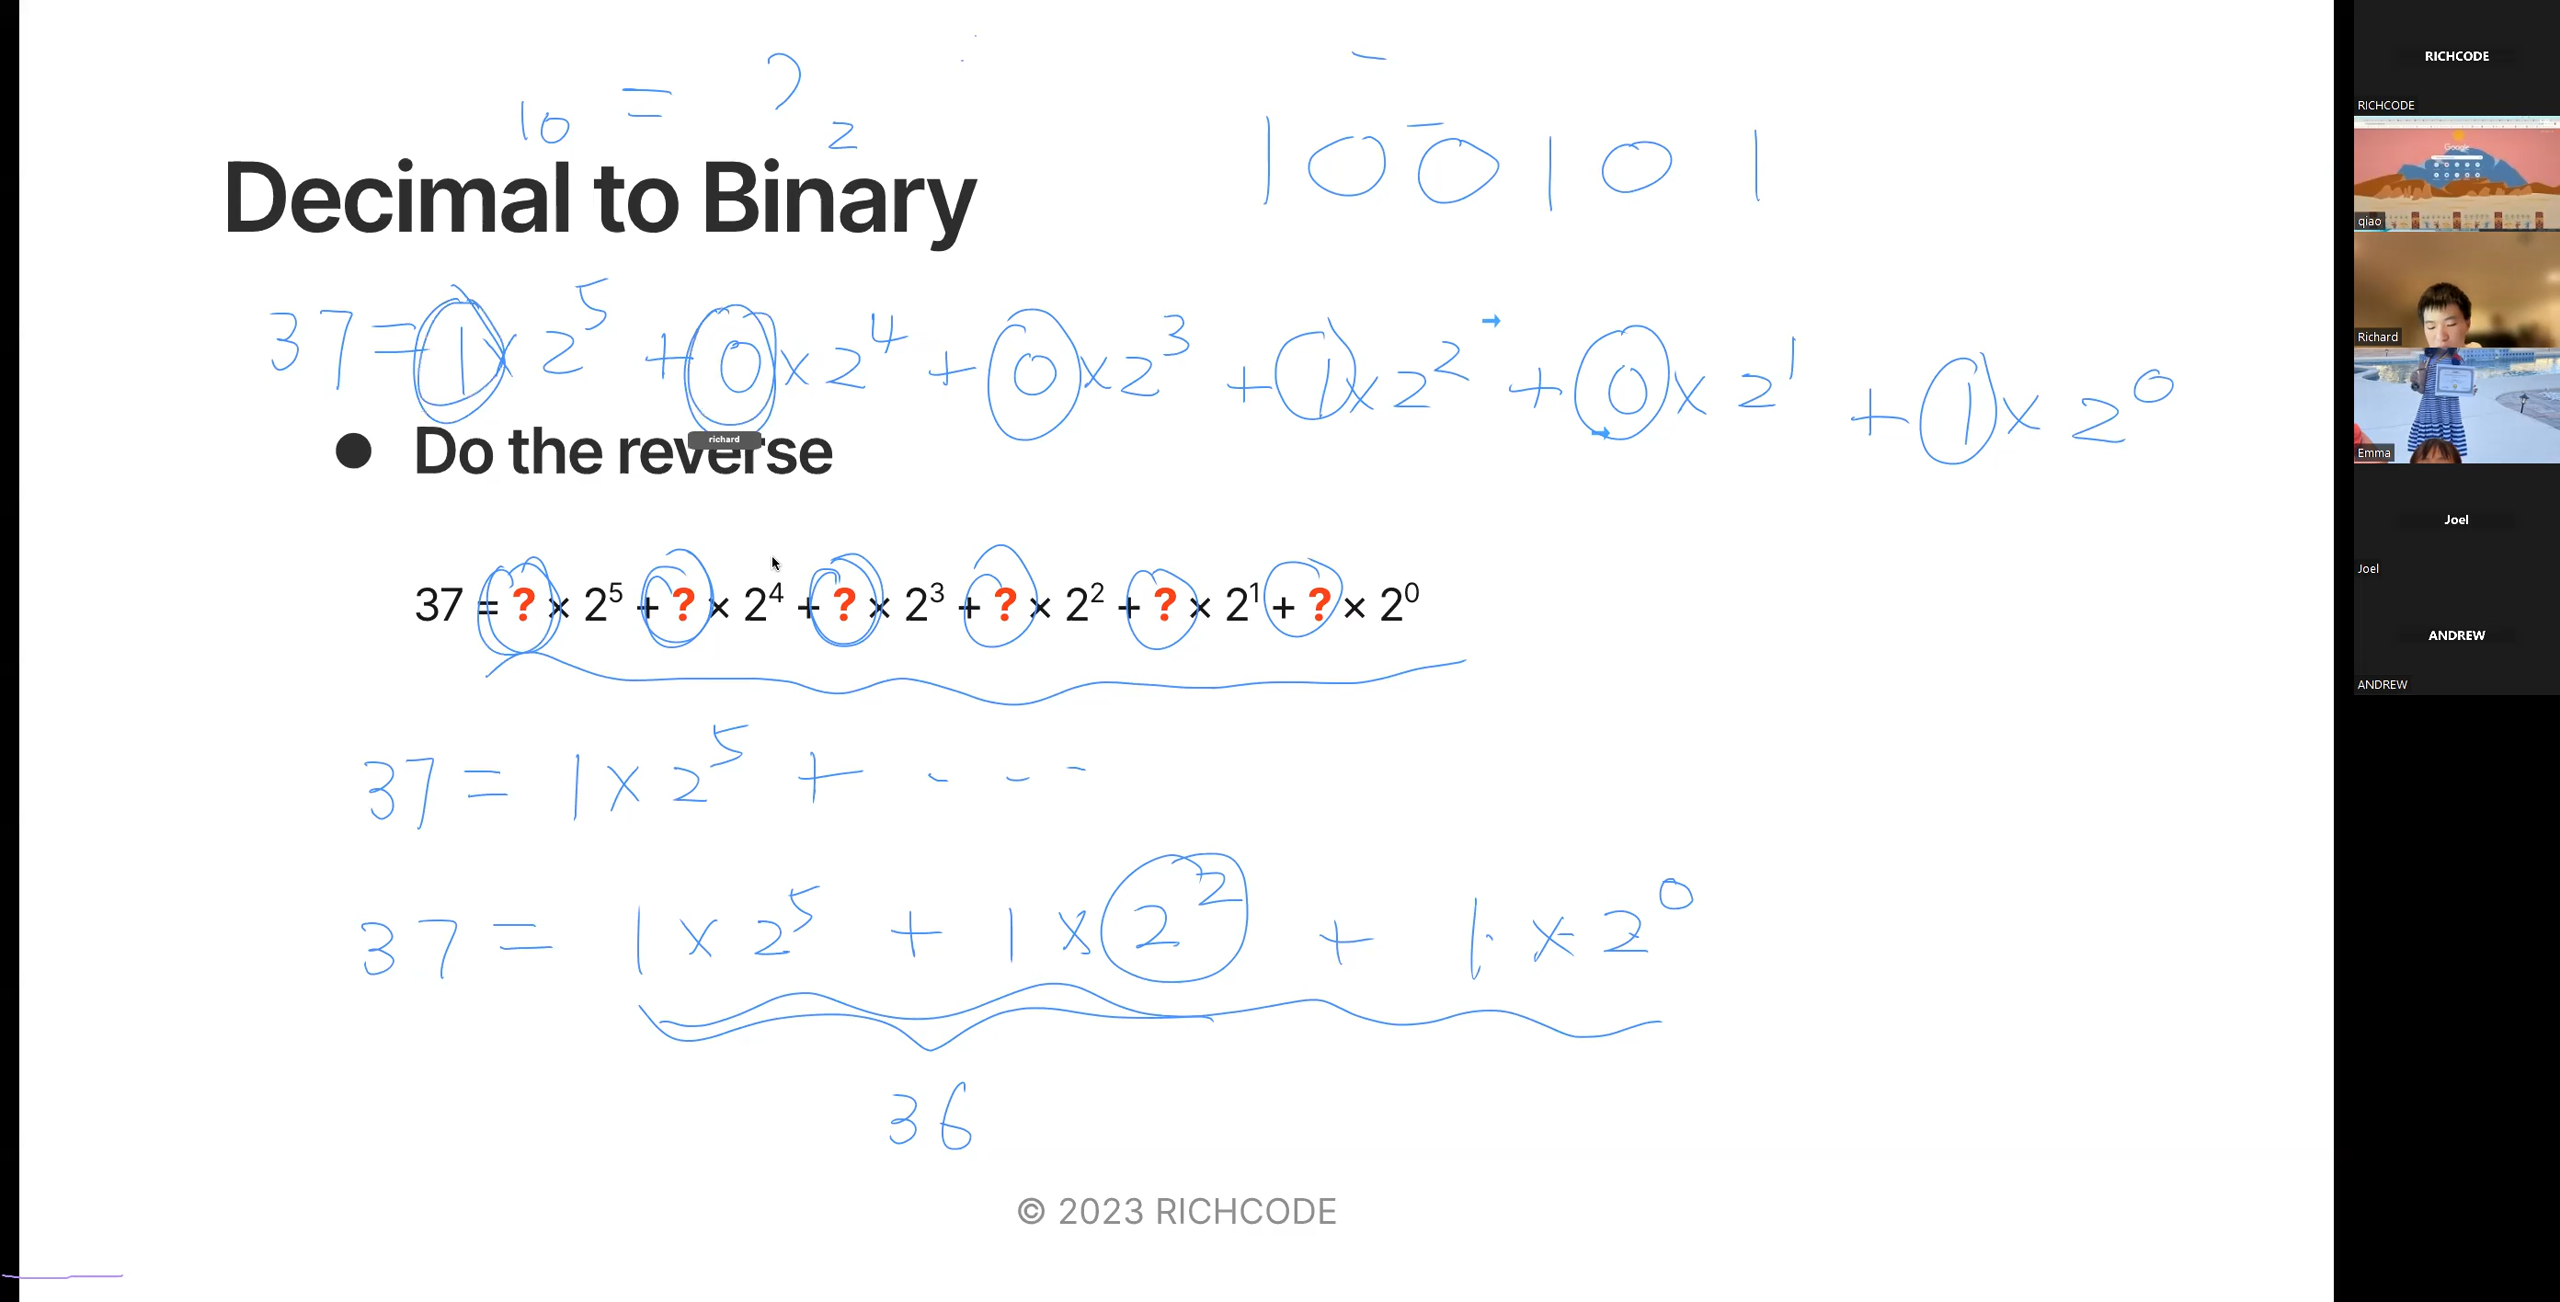 10 = ? 2
100101
Decimal to Binary
37 = 1 x 2^5 + 0 x 2^4 + 0 x 2^3 + 1 x 2^2 + 0 x 2^1 + 1 x 2^0
richard
● Do the reverse
37 = ? × 2^5 + ? × 2^4 + ? × 2^3 + ? × 2^2 + ? × 2^1 + ? × 2^0
37 = 1 x 2^5 + - - -
37 = 1 x 2^5 + 1 x 2^2 + 1 x 2^0
36
© 2023 RICHCODE
RICHCODE
RICHCODE
Google
qiao
Richard
Emma
Joel
Joel
ANDREW
ANDREW